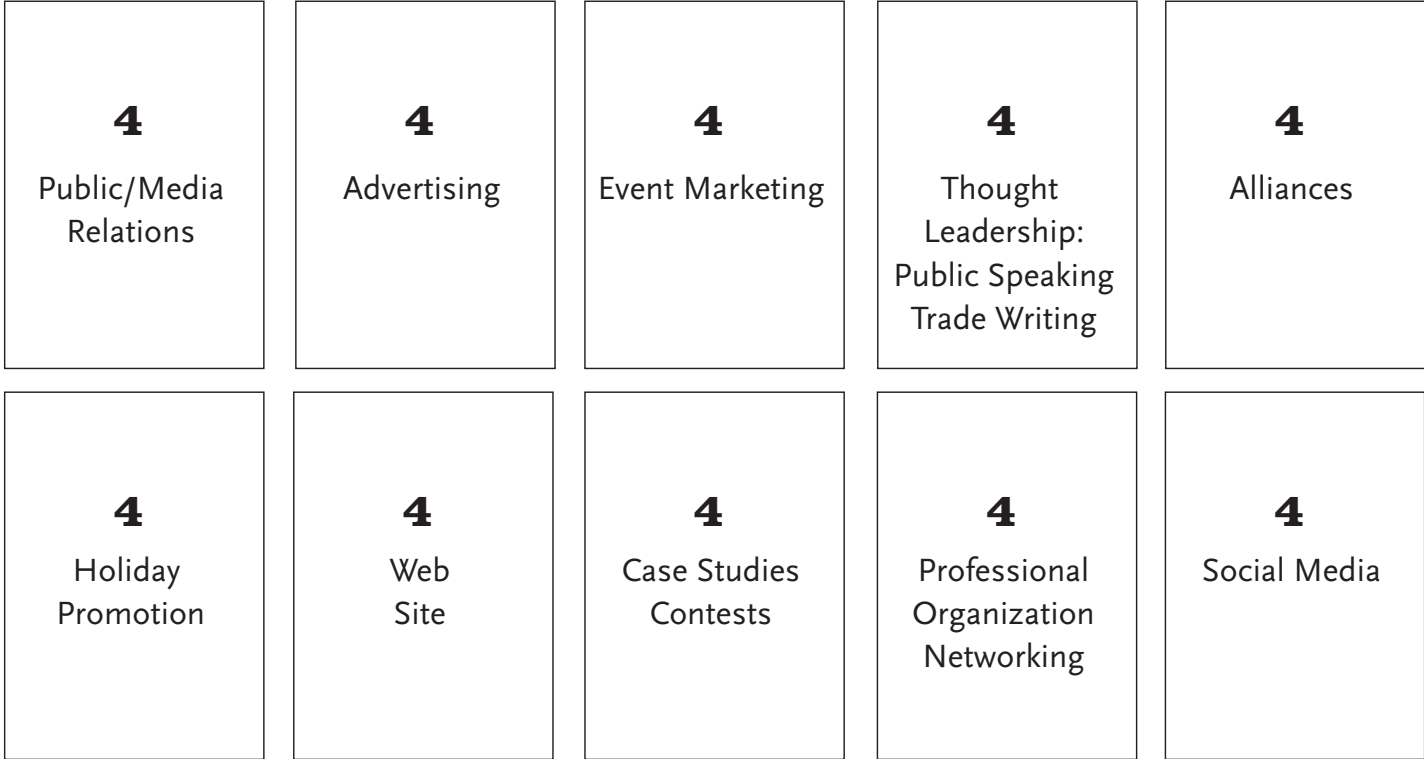 4
Public/Media
Relations
4
Advertising
4
Event Marketing
4
Thought
Leadership:
Public Speaking
Trade Writing
4
Alliances
4
Holiday
Promotion
4
Web
Site
4
Case Studies
Contests
4
Professional
Organization
Networking
4
Social Media